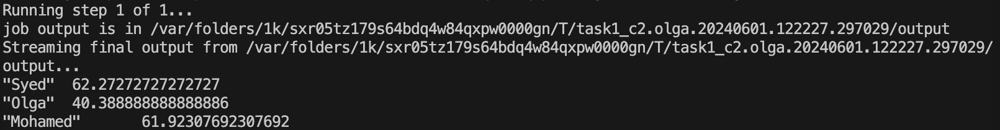 Running step 1 of 1...
job output is in /var/folders/1k/sxr05tz179s64bdq4w84qxpw0000gn/T/task1_c2.olga.20240601.122227.297029/output
Streaming final output from /var/folders/1k/sxr05tz179s64bdq4w84qxpw0000gn/T/task1_c2.olga.20240601.122227.297029/
output...
"Syed"	62.27272727272727
"Olga"	40.388888888888886
"Mohamed"	61.92307692307692